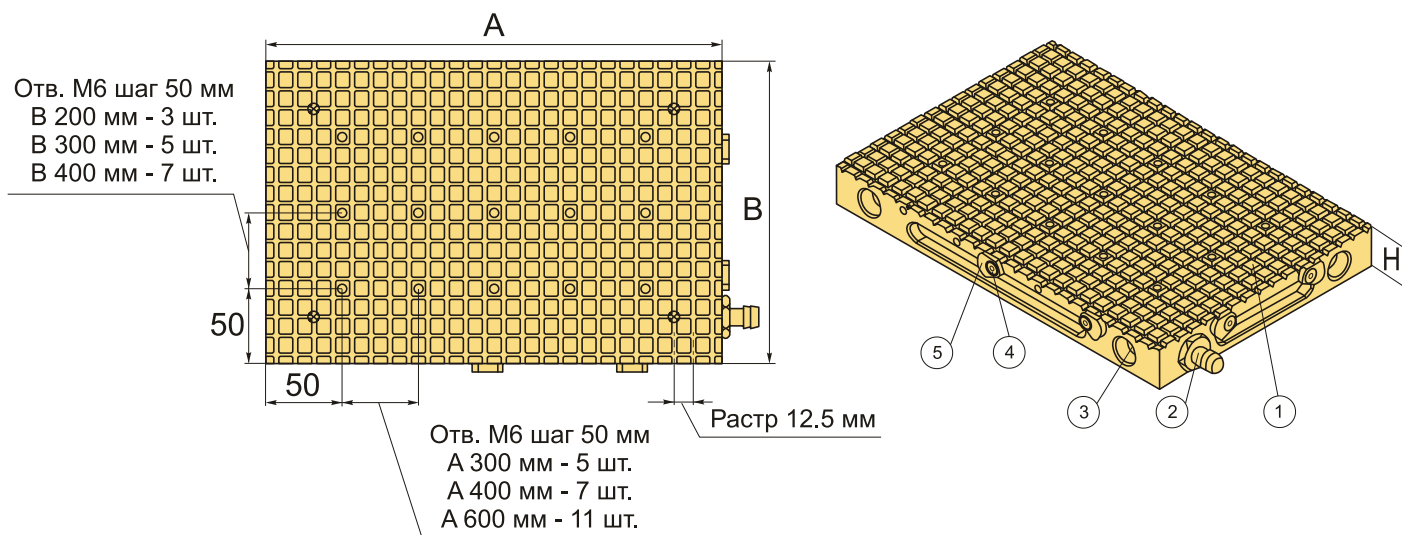 A
Отв. М6 шаг 50 мм
В 200 мм - 3 шт.
В 300 мм - 5 шт.
В 400 мм - 7 шт.
B
H
50
50
Растр 12.5 мм
Отв. М6 шаг 50 мм
А 300 мм - 5 шт.
А 400 мм - 7 шт.
А 600 мм - 11 шт.
5
4
3
2
1